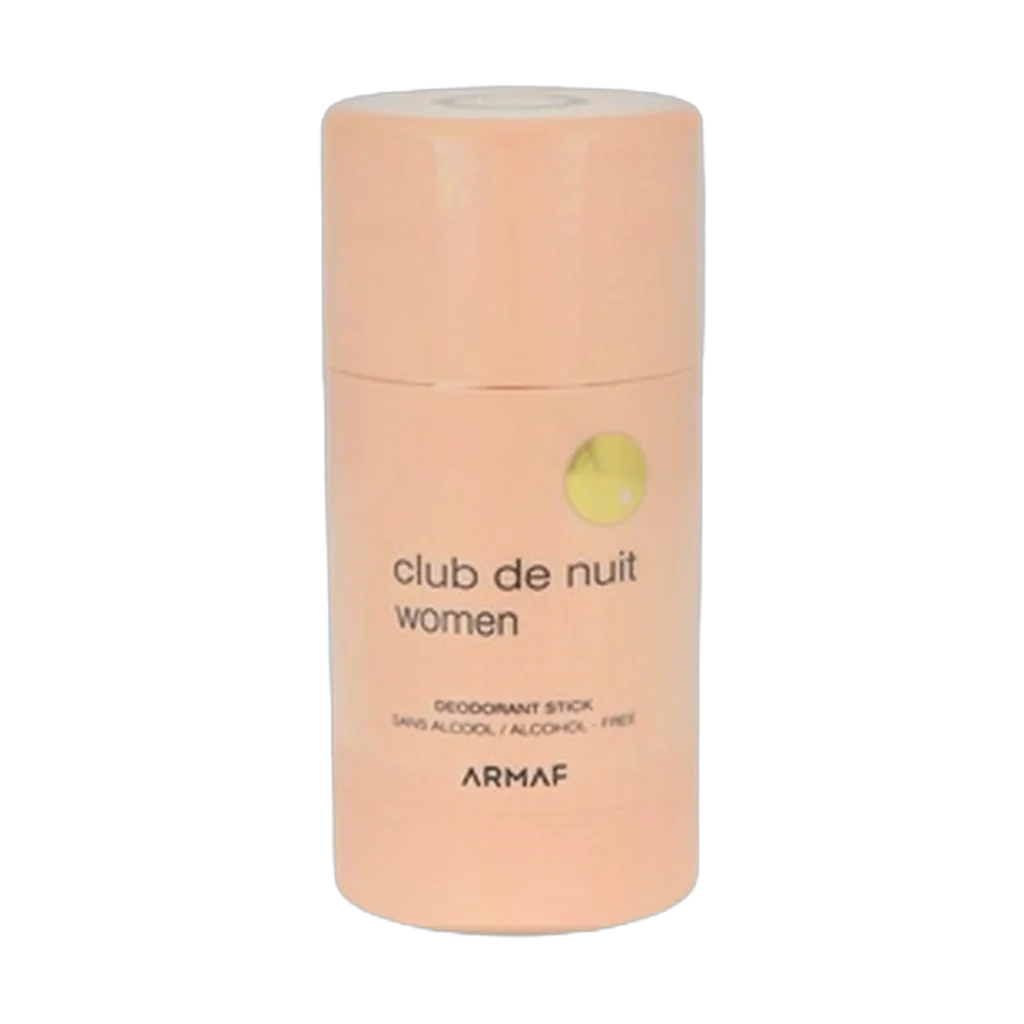 club de nuit
women
DEODORANT STICK
SANS ALCOOL / ALCOHOL - FREE
ARMAF